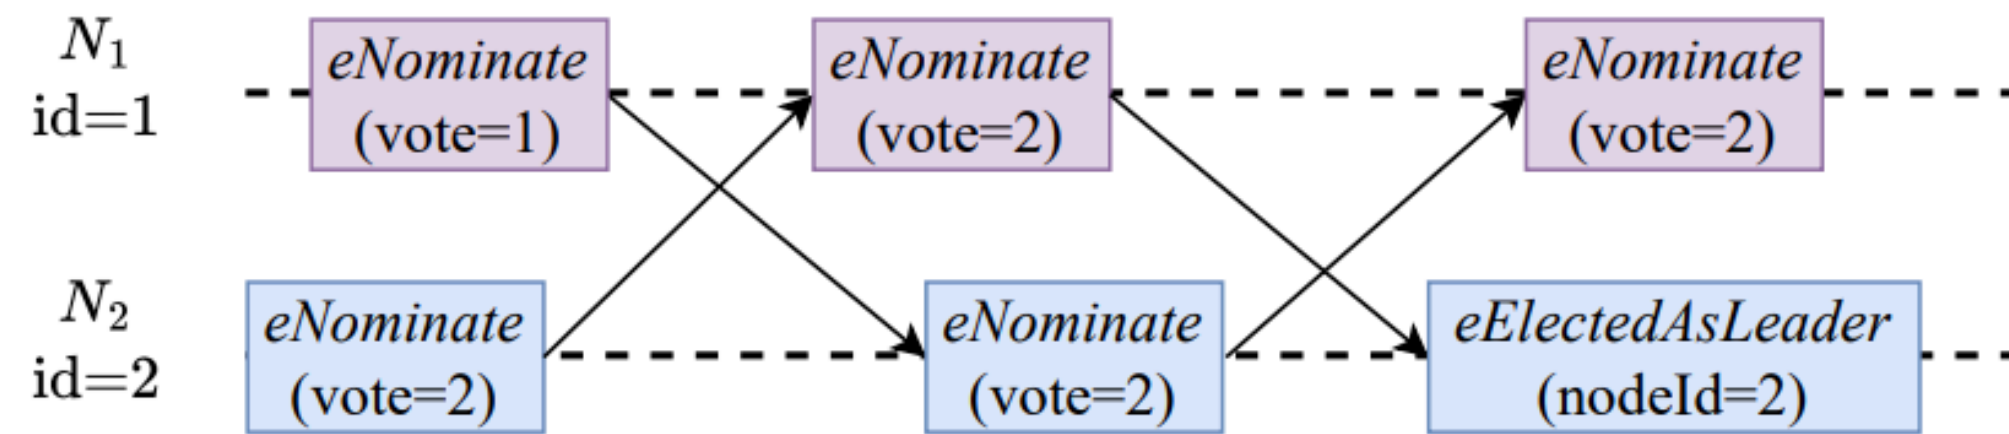 N₁
id=1
eNominate
(vote=1)
eNominate
(vote=2)
eNominate
(vote=2)
N₂
id=2
eNominate
(vote=2)
eNominate
(vote=2)
eElectedAsLeader
(nodeId=2)